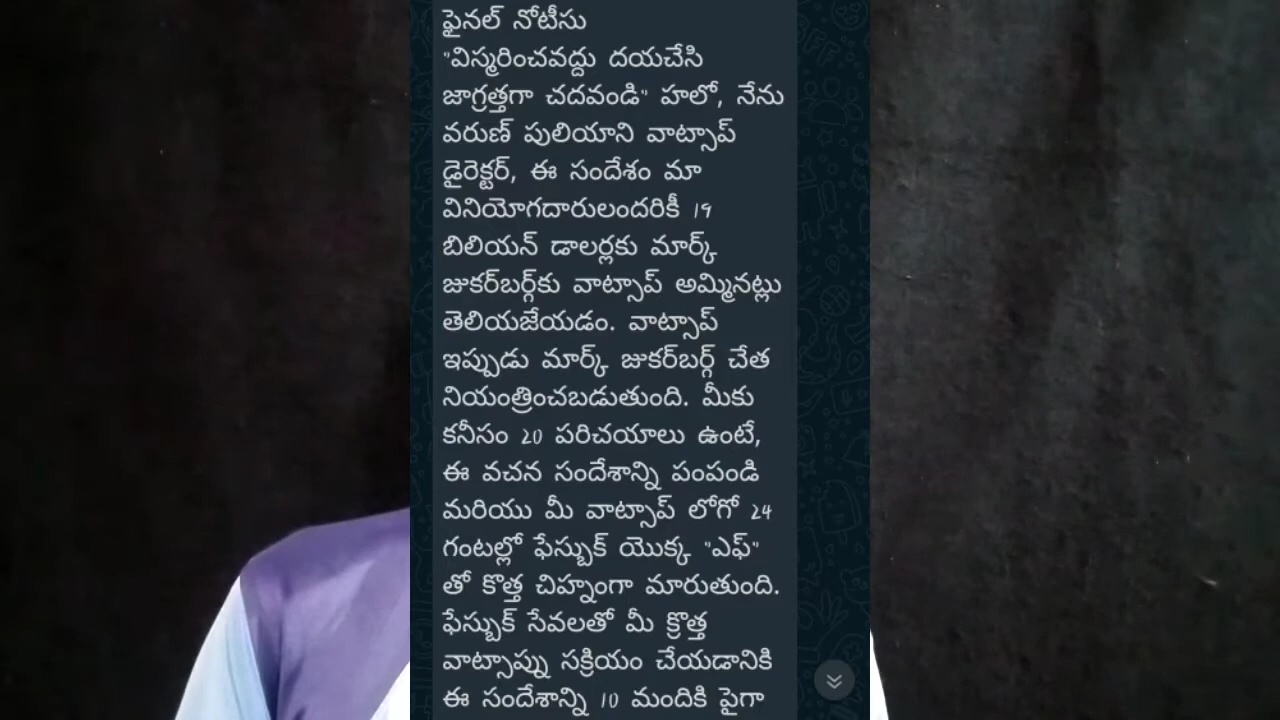 ఫైనల్ నోటీసు
"విస్మరించవద్దు దయచేసి
జాగ్రత్తగా చదవండి" హలో, నేను
వరుణ్ పులియాని వాట్సాప్
డైరెక్టర్, ఈ సందేశం మా
వినియోగదారులందరికీ 19
బిలియన్ డాలర్లకు మార్క్
జుకర్‌బర్గ్‌కు వాట్సాప్ అమ్మినట్లు
తెలియజేయడం. వాట్సాప్
ఇప్పుడు మార్క్ జుకర్‌బర్గ్ చేత
నియంత్రించబడుతుంది. మీకు
కనీసం 20 పరిచయాలు ఉంటే,
ఈ వచన సందేశాన్ని పంపండి
మరియు మీ వాట్సాప్ లోగో 24
గంటల్లో ఫేస్బుక్ యొక్క "ఎఫ్"
తో కొత్త చిహ్నంగా మారుతుంది.
ఫేస్బుక్ సేవలతో మీ క్రొత్త
వాట్సాప్ను సక్రియం చేయడానికి
ఈ సందేశాన్ని 10 మందికి పైగా